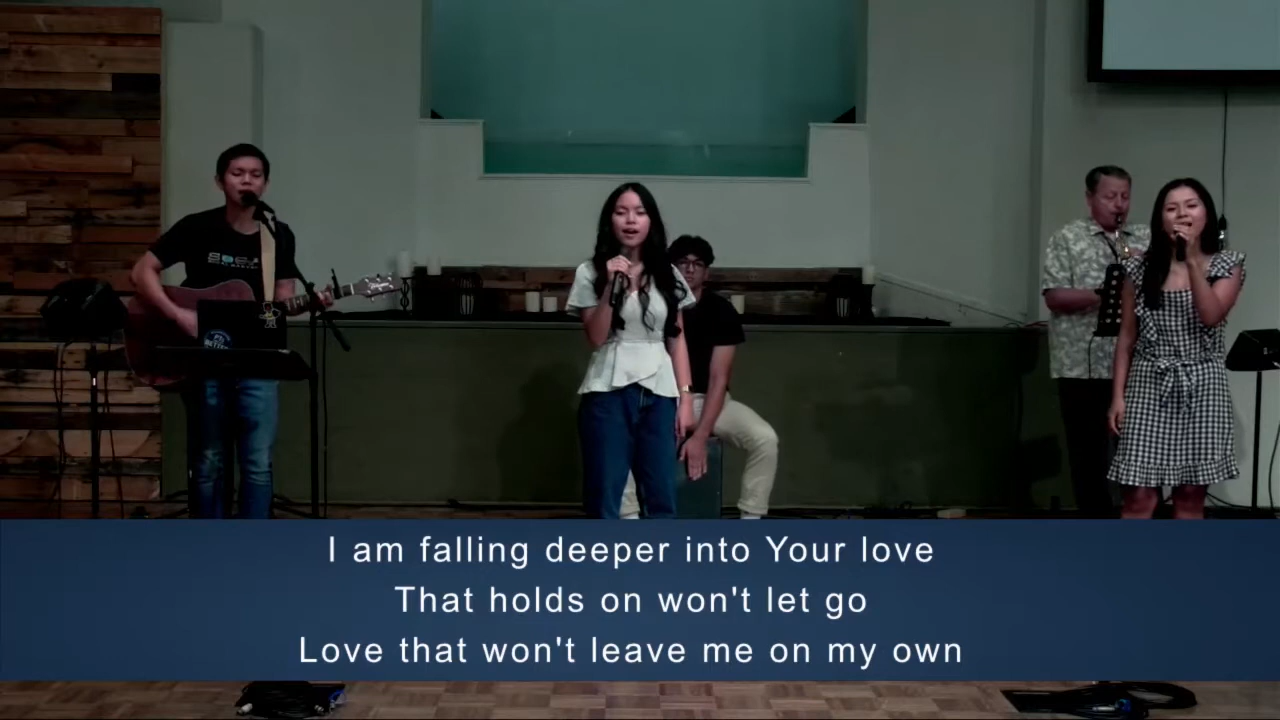 I am falling deeper into Your love
That holds on won't let go
Love that won't leave me on my own